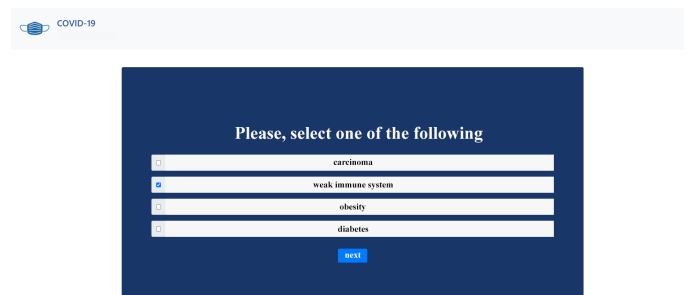 COVID-19
Please, select one of the following
carcinoma
weak immune system
obesity
diabetes
next